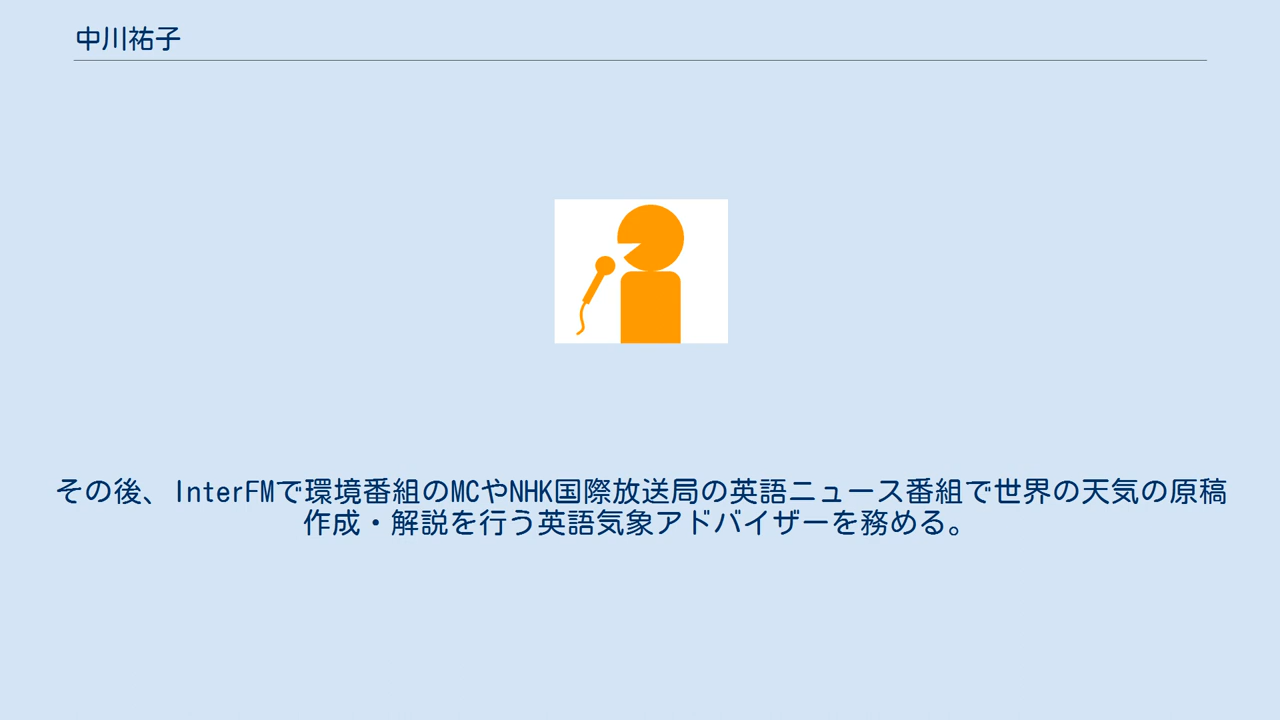 中川祐子
その後、InterFMで環境番組のMCやNHK国際放送局の英語ニュース番組で世界の天気の原稿
作成・解説を行う英語気象アドバイザーを務める。